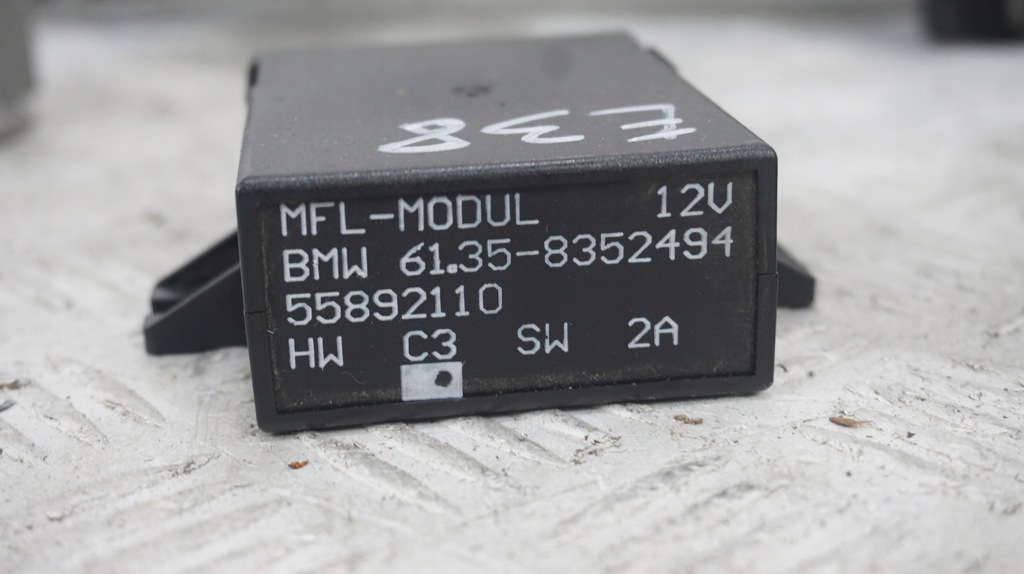 E38
MFL-MODUL 12V
BMW 61.35-8352494
55892110
HW C3 SW 2A